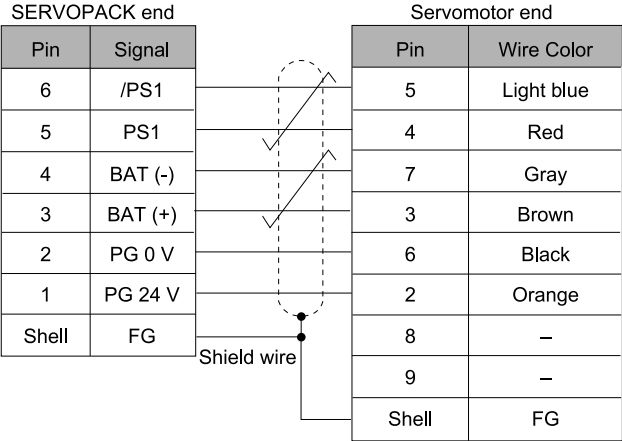 SERVOPACK end
Servomotor end
Pin Signal
Pin Wire Color
6 /PS1
5 Light blue
5 PS1
4 Red
4 BAT (-)
7 Gray
3 BAT (+)
3 Brown
2 PG 0 V
6 Black
1 PG 24 V
2 Orange
Shell FG
8 –
Shield wire
9 –
Shell FG